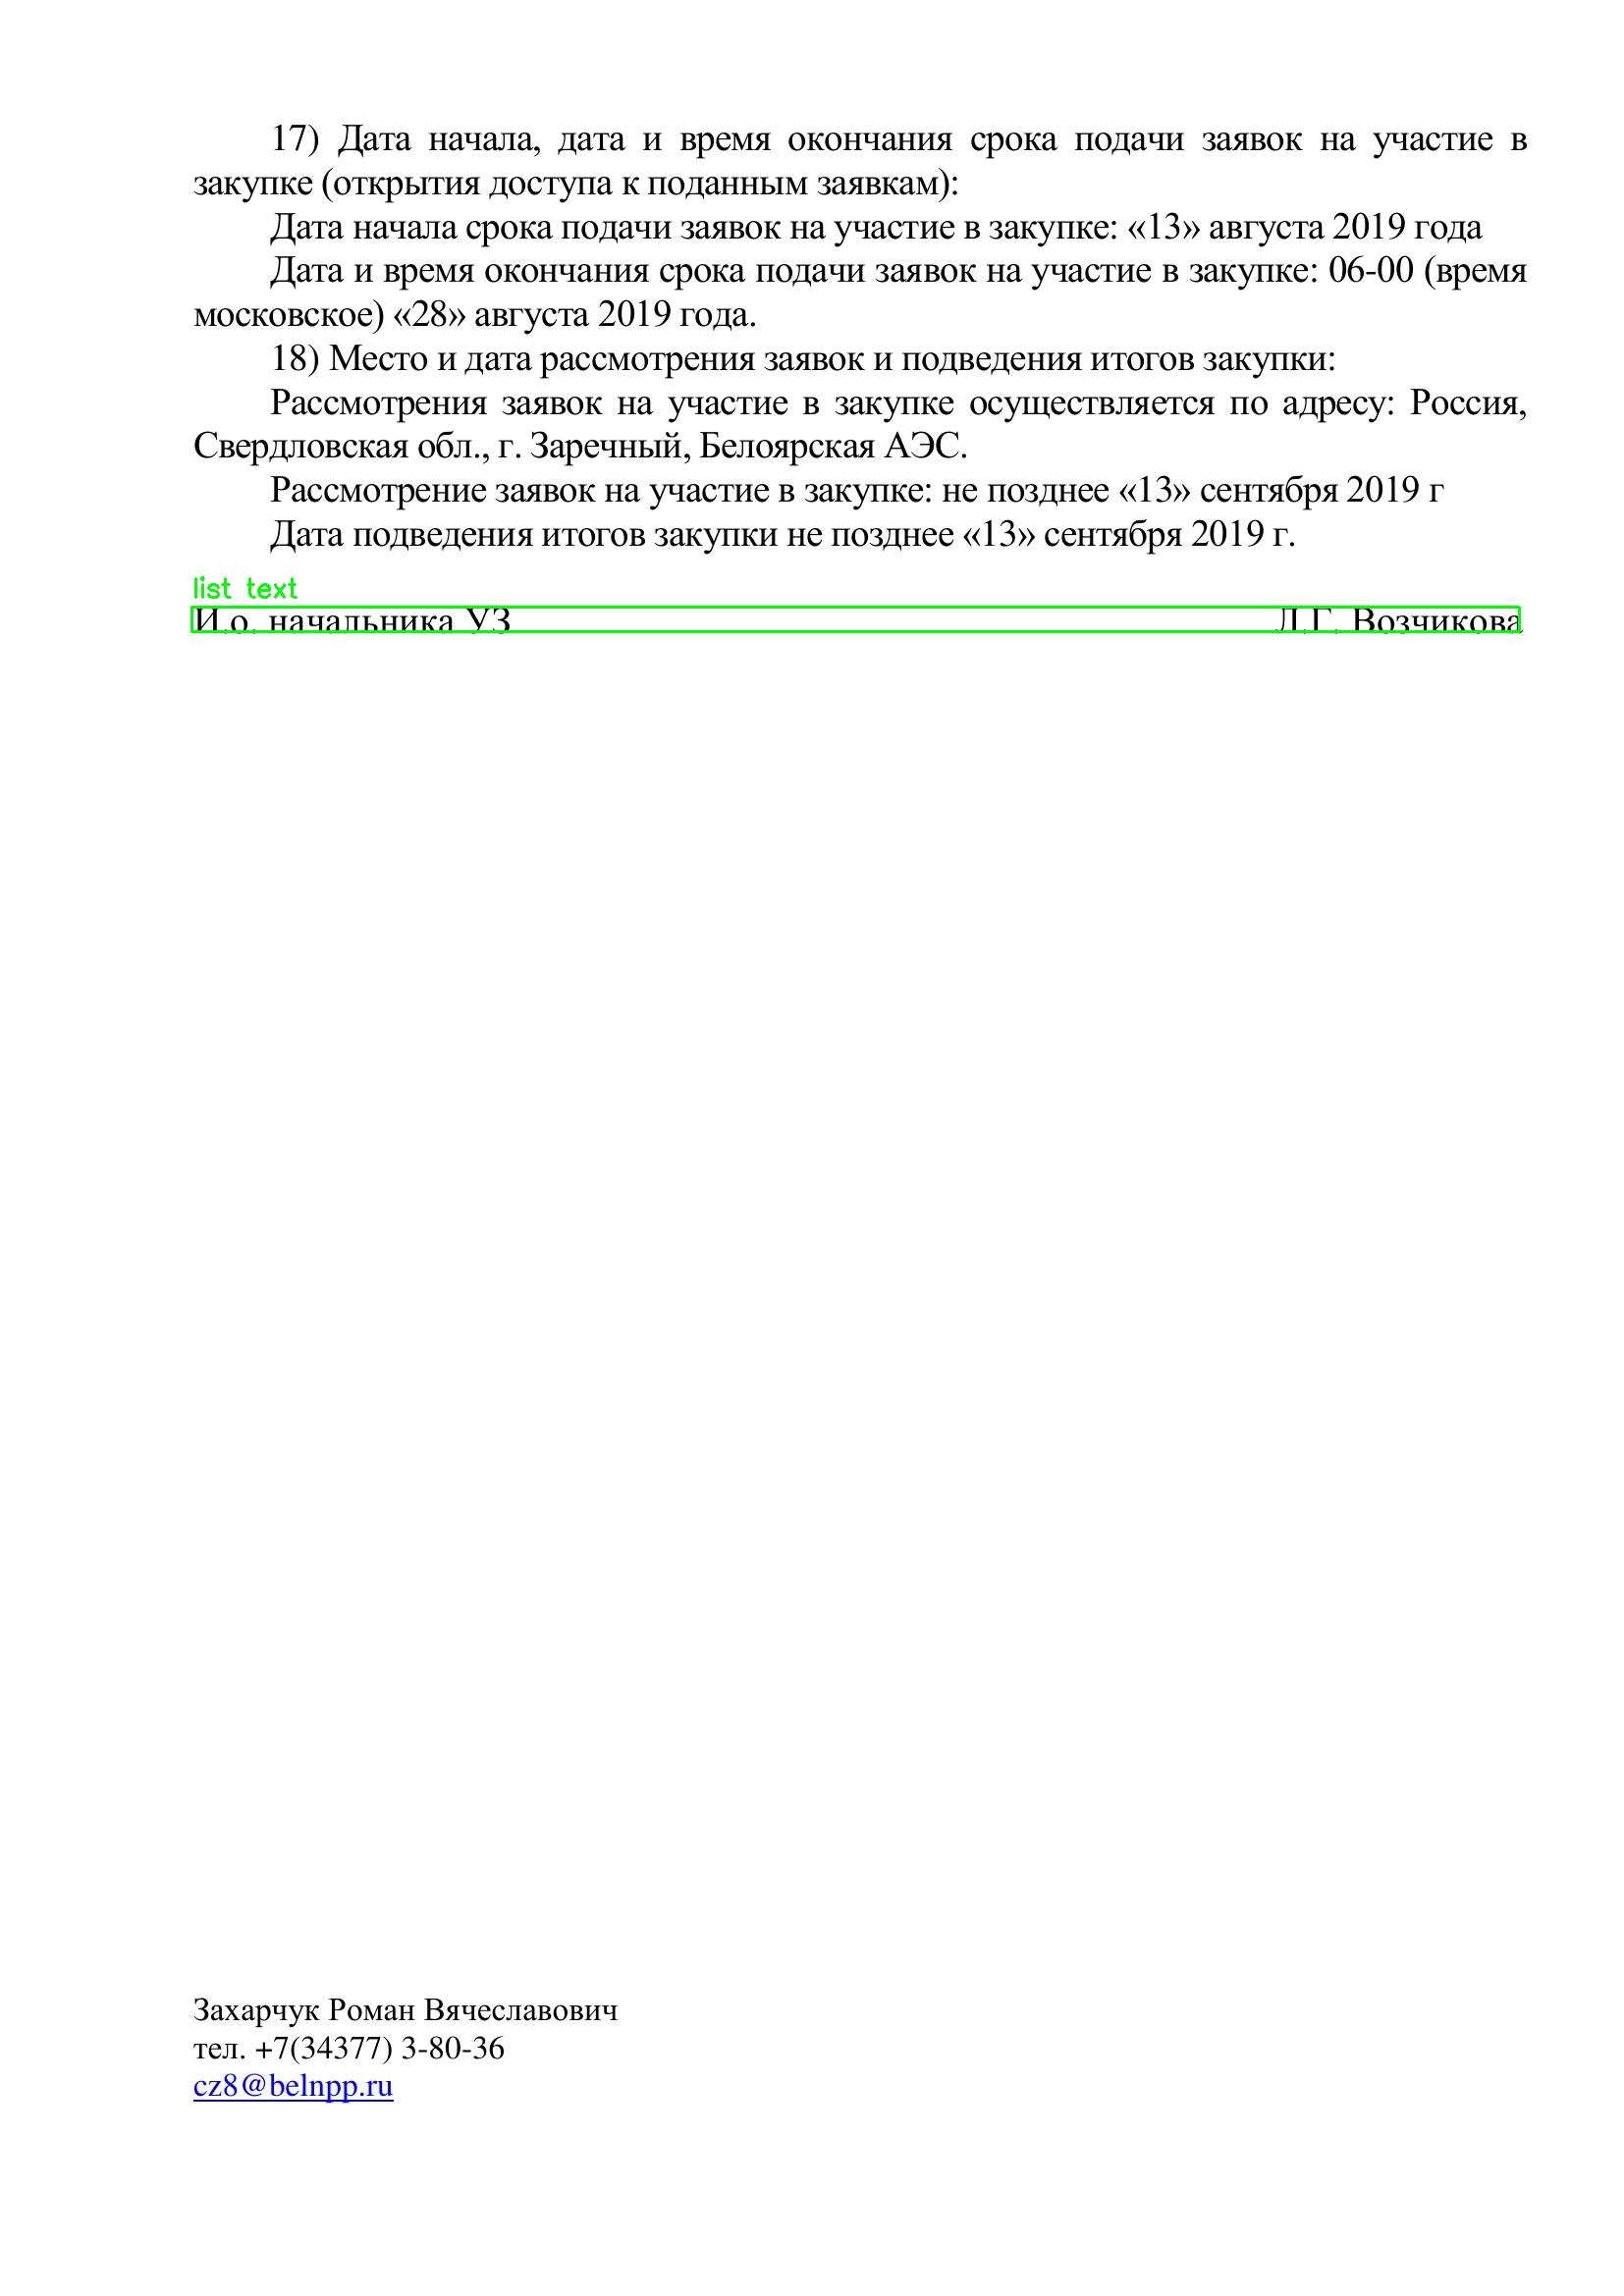 17) Дата начала, дата и время окончания срока подачи заявок на участие в
закупке (открытия доступа к поданным заявкам):
Дата начала срока подачи заявок на участие в закупке: «13» августа 2019 года
Дата и время окончания срока подачи заявок на участие в закупке: 06-00 (время
московское) «28» августа 2019 года.
18) Место и дата рассмотрения заявок и подведения итогов закупки:
Рассмотрения заявок на участие в закупке осуществляется по адресу: Россия,
Свердловская обл., г. Заречный, Белоярская АЭС.
Рассмотрение заявок на участие в закупке: не позднее «13» сентября 2019 г
Дата подведения итогов закупки не позднее «13» сентября 2019 г.
list text
И.о. начальника УЗ Л.Г. Возчикова
Захарчук Роман Вячеславович
тел. +7(34377) 3-80-36
cz8@belnpp.ru